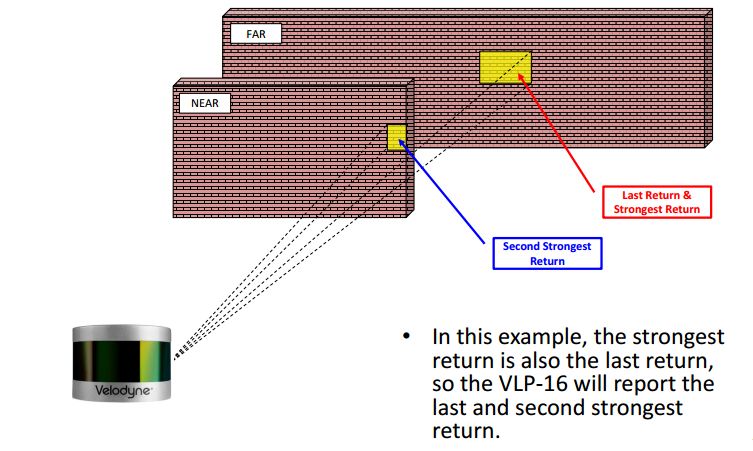 FAR
NEAR
Last Return &
Strongest Return
Second Strongest
Return
Velodyne
• In this example, the strongest
return is also the last return,
so the VLP-16 will report the
last and second strongest
return.